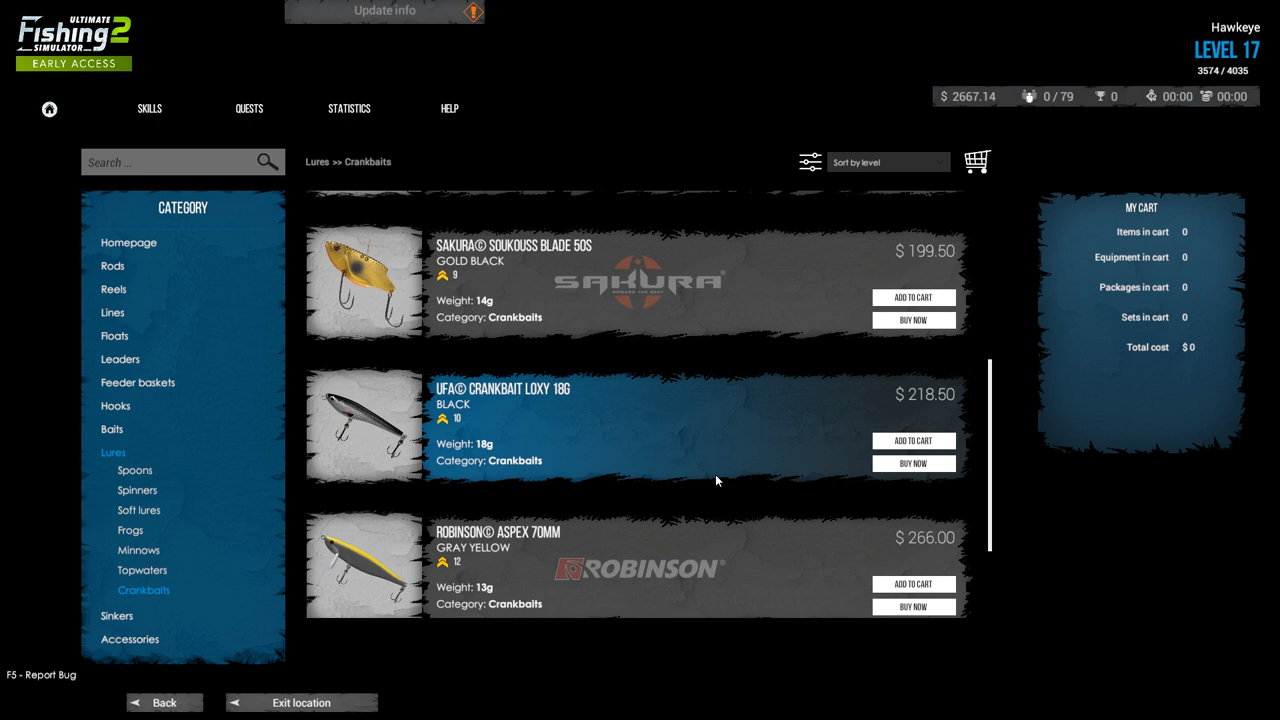 Update info
ULTIMATE
Fishing 2
SIMULATOR
EARLY ACCESS
Hawkeye
LEVEL 17
3574 / 4035
$ 2667.14 0 / 79 0 00:00 00:00
SKILLS QUESTS STATISTICS HELP
Search ...
Lures >> Crankbaits
Sort by level
CATEGORY
Homepage
Rods
Reels
Lines
Floats
Leaders
Feeder baskets
Hooks
Baits
Lures
Spoons
Spinners
Soft lures
Frogs
Minnows
Topwaters
Crankbaits
Sinkers
Accessories
SAKURA© SOUKOUSS BLADE 50S
GOLD BLACK
9
Weight: 14g
Category: Crankbaits
SAKURA
$ 199.50
ADD TO CART
BUY NOW
UFA© CRANKBAIT LOXY 18G
BLACK
10
Weight: 18g
Category: Crankbaits
$ 218.50
ADD TO CART
BUY NOW
ROBINSON© ASPEX 70MM
GRAY YELLOW
12
Weight: 13g
Category: Crankbaits
ROBINSON
$ 266.00
ADD TO CART
BUY NOW
MY CART
Items in cart 0
Equipment in cart 0
Packages in cart 0
Sets in cart 0
Total cost $ 0
F5 - Report Bug
Back
Exit location